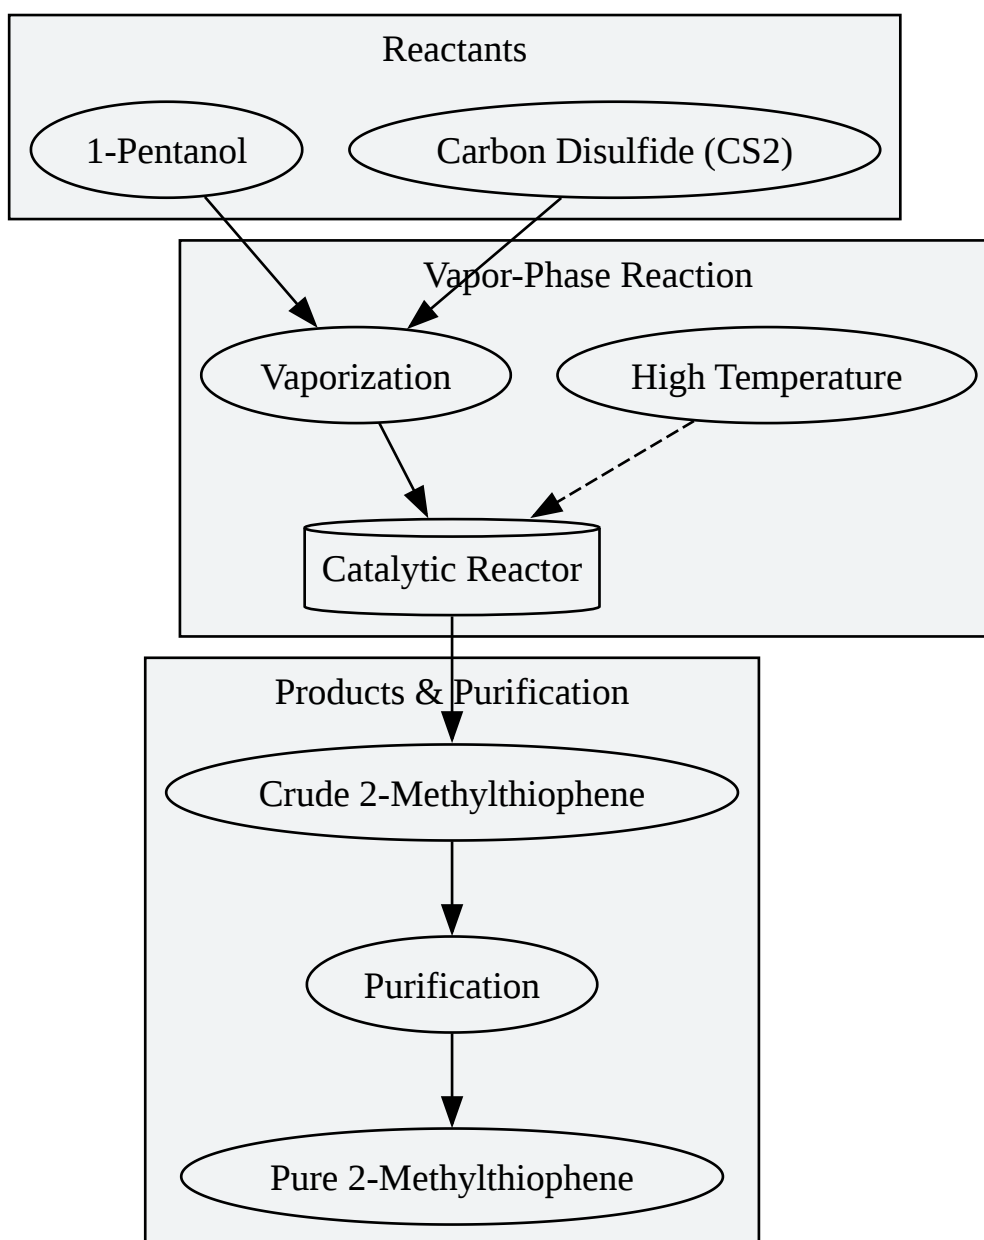 Reactants
1-Pentanol
Carbon Disulfide (CS2)
Vapor-Phase Reaction
Vaporization
High Temperature
Catalytic Reactor
Products & Purification
Crude 2-Methylthiophene
Purification
Pure 2-Methylthiophene